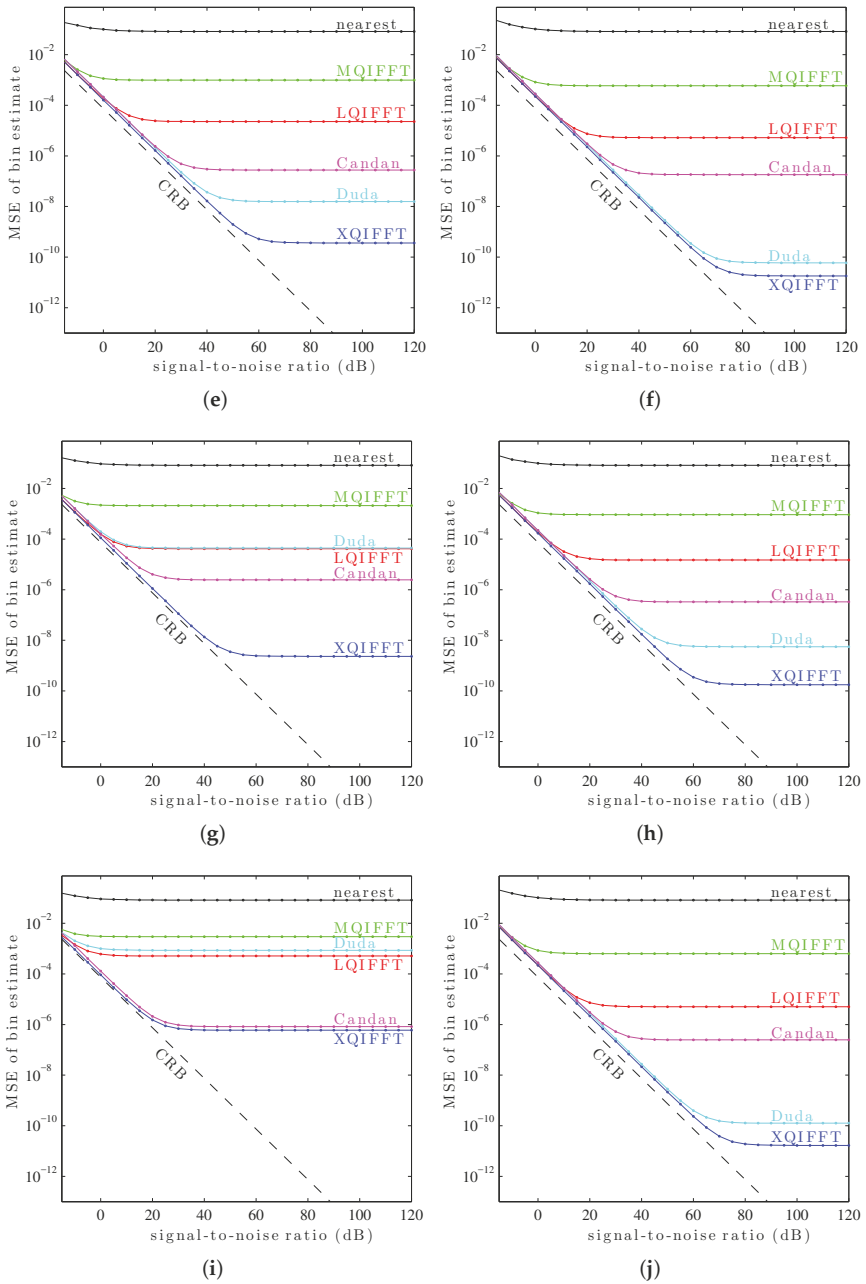 nearest
10⁻²
MQIFFT
10⁻⁴
LQIFFT
10⁻⁶
Candan
CRB
Duda
10⁻⁸
XQIFFT
10⁻¹⁰
10⁻¹²
MSE of bin estimate
0 20 40 60 80 100 120
signal-to-noise ratio (dB)
(e)
nearest
10⁻²
MQIFFT
10⁻⁴
LQIFFT
10⁻⁶
Candan
CRB
10⁻⁸
Duda
10⁻¹⁰
XQIFFT
10⁻¹²
MSE of bin estimate
0 20 40 60 80 100 120
signal-to-noise ratio (dB)
(f)
nearest
10⁻²
MQIFFT
10⁻⁴
Duda
LQIFFT
Candan
10⁻⁶
CRB
10⁻⁸
XQIFFT
10⁻¹⁰
10⁻¹²
MSE of bin estimate
0 20 40 60 80 100 120
signal-to-noise ratio (dB)
(g)
nearest
10⁻²
MQIFFT
10⁻⁴
LQIFFT
10⁻⁶
Candan
CRB
10⁻⁸
Duda
XQIFFT
10⁻¹⁰
10⁻¹²
MSE of bin estimate
0 20 40 60 80 100 120
signal-to-noise ratio (dB)
(h)
nearest
10⁻²
MQIFFT
Duda
LQIFFT
10⁻⁴
Candan
10⁻⁶
XQIFFT
CRB
10⁻⁸
10⁻¹⁰
10⁻¹²
MSE of bin estimate
0 20 40 60 80 100 120
signal-to-noise ratio (dB)
(i)
nearest
10⁻²
MQIFFT
10⁻⁴
LQIFFT
10⁻⁶
Candan
CRB
10⁻⁸
Duda
10⁻¹⁰
XQIFFT
10⁻¹²
MSE of bin estimate
0 20 40 60 80 100 120
signal-to-noise ratio (dB)
(j)